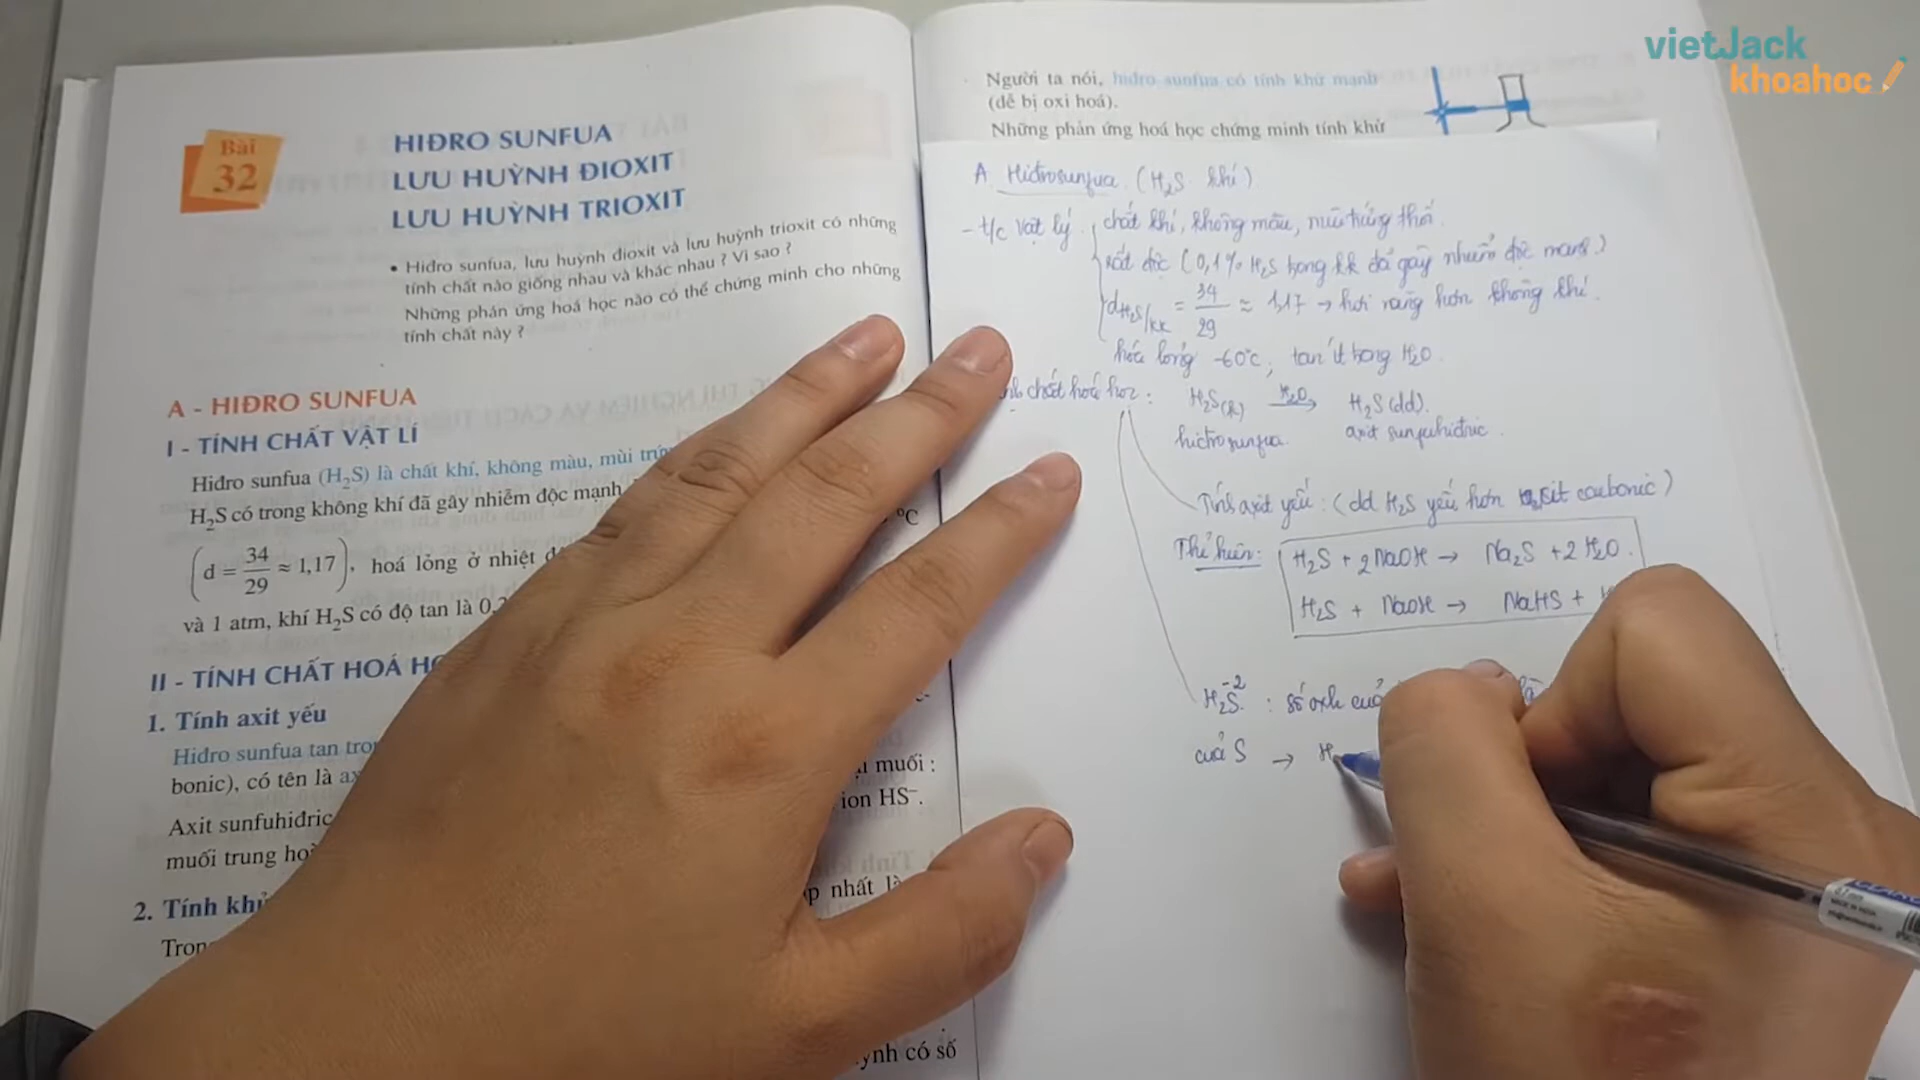 vietJack
khoahoc
Bài
32
HIĐRO SUNFUA
LƯU HUỲNH ĐIOXIT
LƯU HUỲNH TRIOXIT
• Hiđro sunfua, lưu huỳnh đioxit và lưu huỳnh trioxit có những
tính chất nào giống nhau và khác nhau ? Vì sao ?
Những phản ứng hoá học nào có thể chứng minh cho những
tính chất này ?
A - HIĐRO SUNFUA
I - TÍNH CHẤT VẬT LÍ
Hiđro sunfua (H₂S) là chất khí, không màu, mùi
H₂S có trong không khí đã gây nhiễm độc mạnh
°C
(d = 34/29 ≈ 1,17), hoá lỏng ở nhiệt
và 1 atm, khí H₂S có độ tan là
II - TÍNH CHẤT HOÁ
1. Tính axit yếu
Hiđro sunfua tan
bonic), có tên là
muối :
ion HS⁻.
Axit sunfuhiđric
muối trung
2. Tính
nhất
có số
Người ta nói, hiđro sunfua có tính khử mạnh
(dễ bị oxi hoá).
Những phản ứng hoá học chứng minh tính khử
A Hiđrosunfua (H₂S khí)
- t/c vật lý chất khí, không màu, mùi trứng thối.
rất độc (0,1% H₂S trong kk đã gây nhiễm độc mạnh)
dH₂S/kk = 34/29 ≈ 1,17 → hơi nặng hơn không khí.
hóa lỏng -60°C; tan ít trong H₂O.
chất hoá học : H₂S(k) H₂O→ H₂S(dd).
hiđrosunfua. axit sunfuhiđric.
Tính axit yếu : (dd H₂S yếu hơn axit cacbonic)
Thể hiện: H₂S + 2NaOH → Na₂S + 2H₂O.
H₂S + NaOH → NaHS +
H₂S⁻² : số oxh của là
của S → H